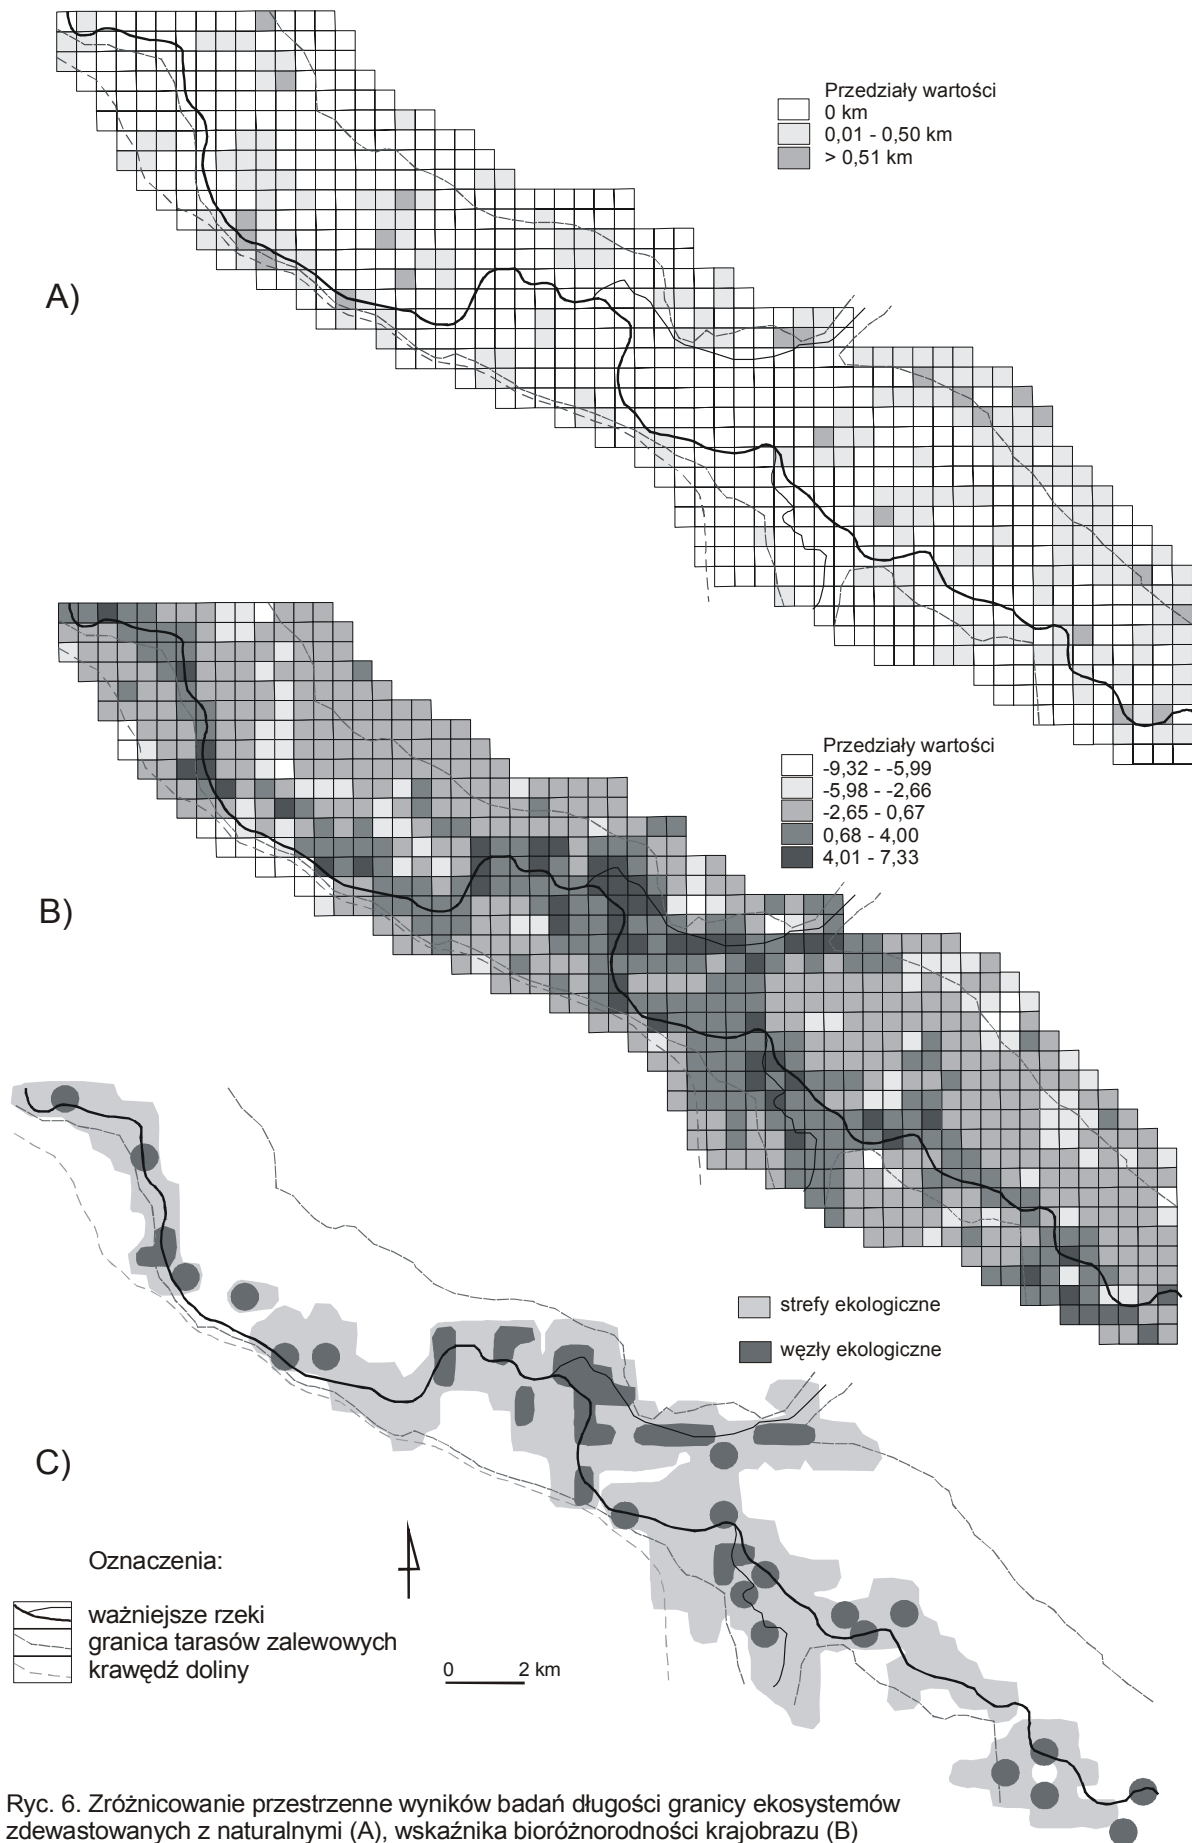 Przedziały wartości
0 km
0,01 - 0,50 km
> 0,51 km
A)
Przedziały wartości
-9,32 - -5,99
-5,98 - -2,66
-2,65 - 0,67
0,68 - 4,00
4,01 - 7,33
B)
strefy ekologiczne
węzły ekologiczne
C)
Oznaczenia:
ważniejsze rzeki
granica tarasów zalewowych
krawędź doliny
0 2 km
Ryc. 6. Zróżnicowanie przestrzenne wyników badań długości granicy ekosystemów
zdewastowanych z naturalnymi (A), wskaźnika bioróżnorodności krajobrazu (B)